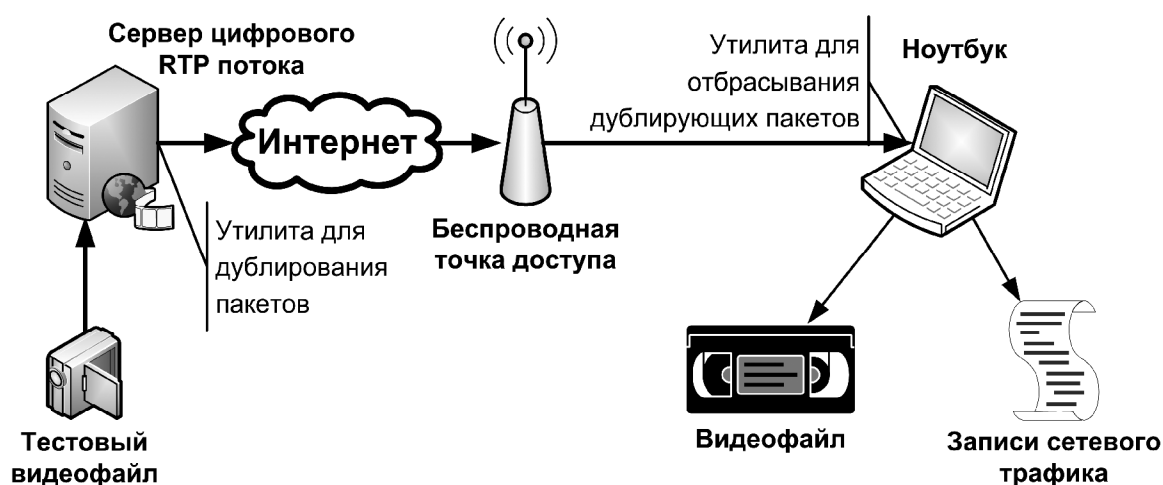 Сервер цифрового
RTP потока
Утилита для
отбрасывания
дублирующих пакетов
Ноутбук
Интернет
Утилита для
дублирования
пакетов
Беспроводная
точка доступа
Тестовый
видеофайл
Видеофайл
Записи сетевого
трафика